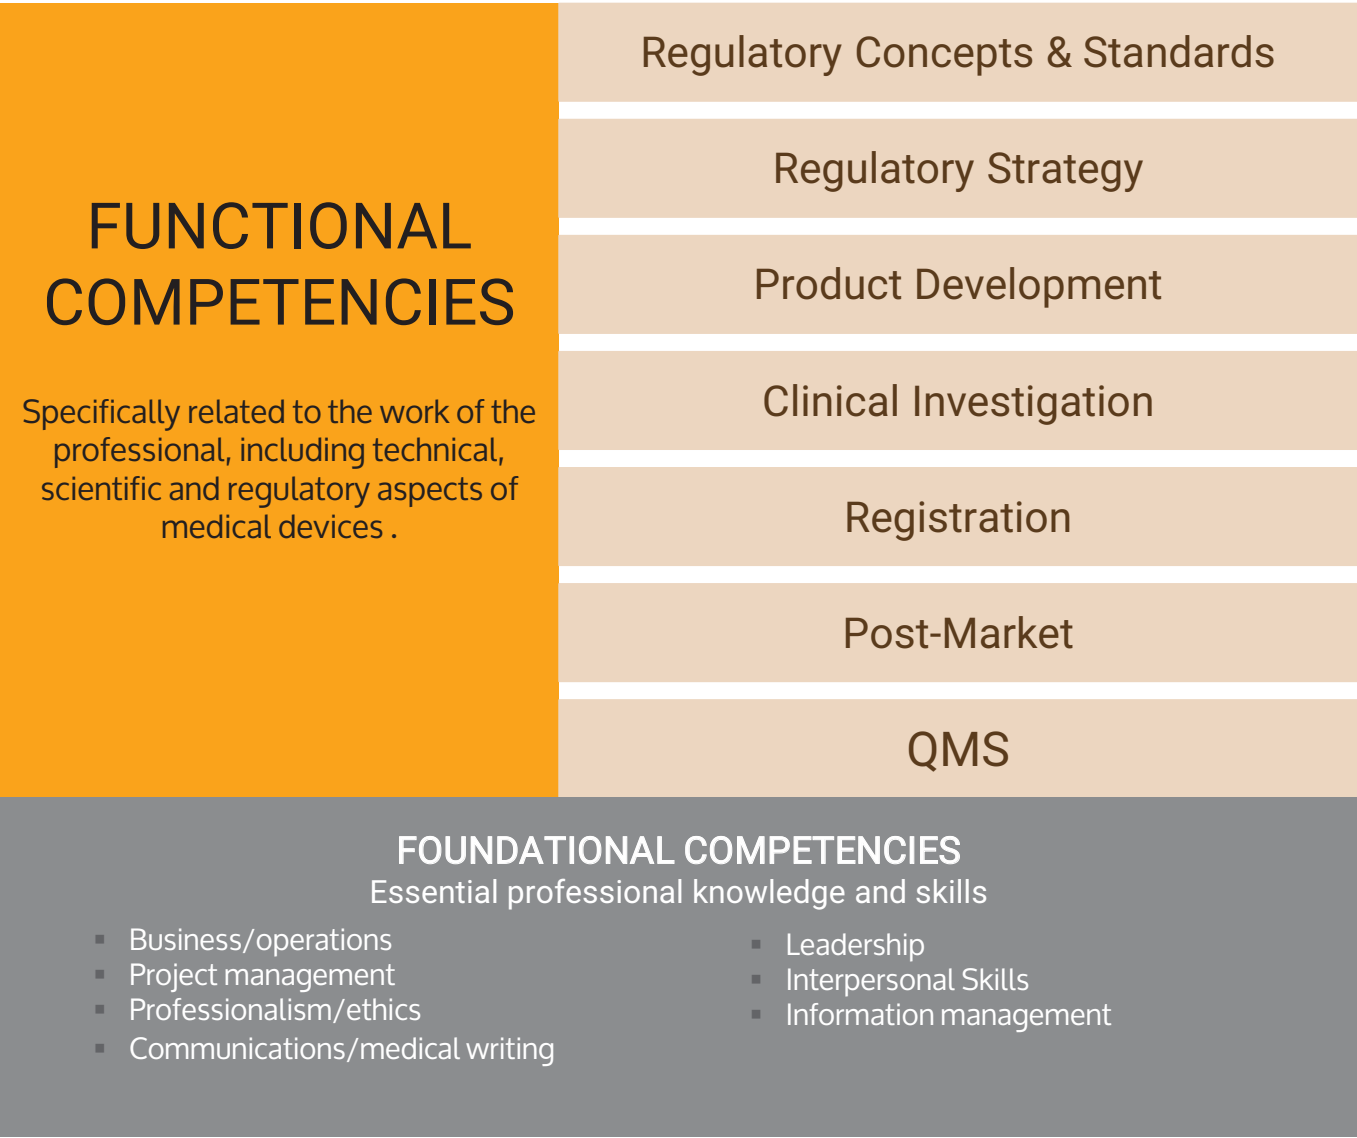 FUNCTIONAL
COMPETENCIES
Specifically related to the work of the
professional, including technical,
scientific and regulatory aspects of
medical devices .
Regulatory Concepts & Standards
Regulatory Strategy
Product Development
Clinical Investigation
Registration
Post-Market
QMS
FOUNDATIONAL COMPETENCIES
Essential professional knowledge and skills
▪ Business/operations
▪ Project management
▪ Professionalism/ethics
▪ Communications/medical writing
▪ Leadership
▪ Interpersonal Skills
▪ Information management